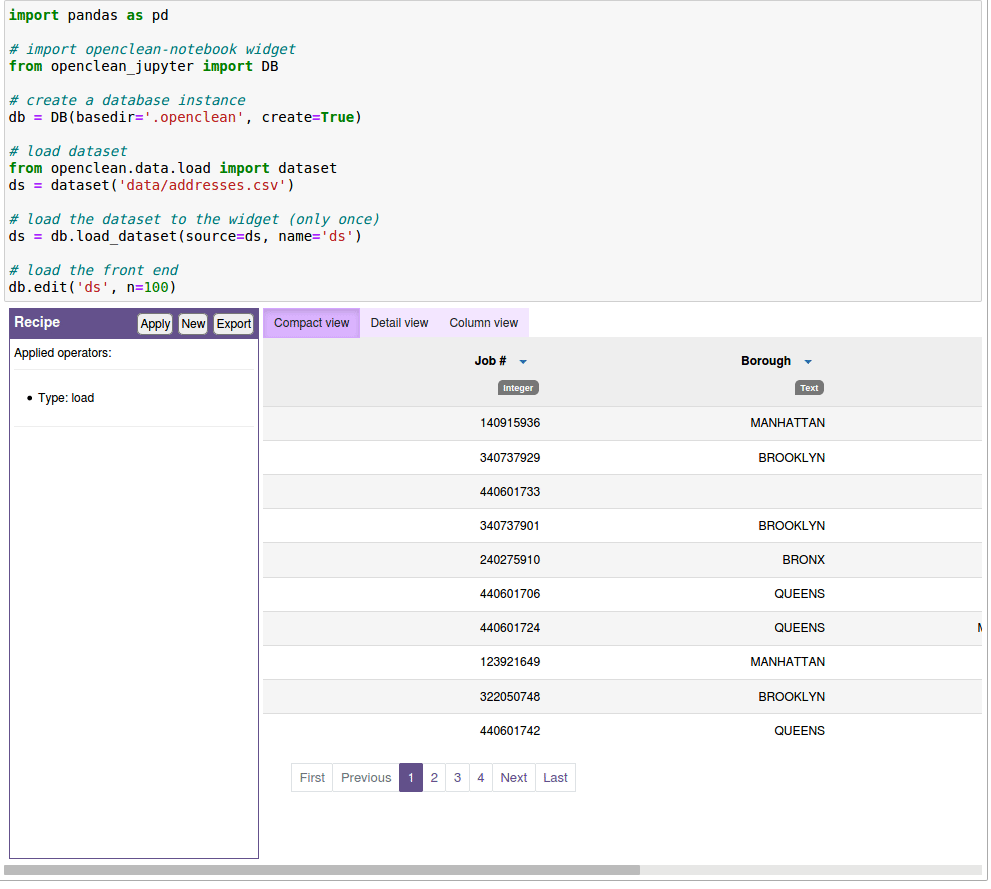 import pandas as pd
# import openclean-notebook widget
from openclean_jupyter import DB
# create a database instance
db = DB(basedir='.openclean', create=True)
# load dataset
from openclean.data.load import dataset
ds = dataset('data/addresses.csv')
# load the dataset to the widget (only once)
ds = db.load_dataset(source=ds, name='ds')
# load the front end
db.edit('ds', n=100)
Recipe Apply New Export
Applied operators:
• Type: load
Compact view Detail view Column view
Job # Borough
Integer Text
140915936 MANHATTAN
340737929 BROOKLYN
440601733
340737901 BROOKLYN
240275910 BRONX
440601706 QUEENS
440601724 QUEENS
123921649 MANHATTAN
322050748 BROOKLYN
440601742 QUEENS
First Previous 1 2 3 4 Next Last